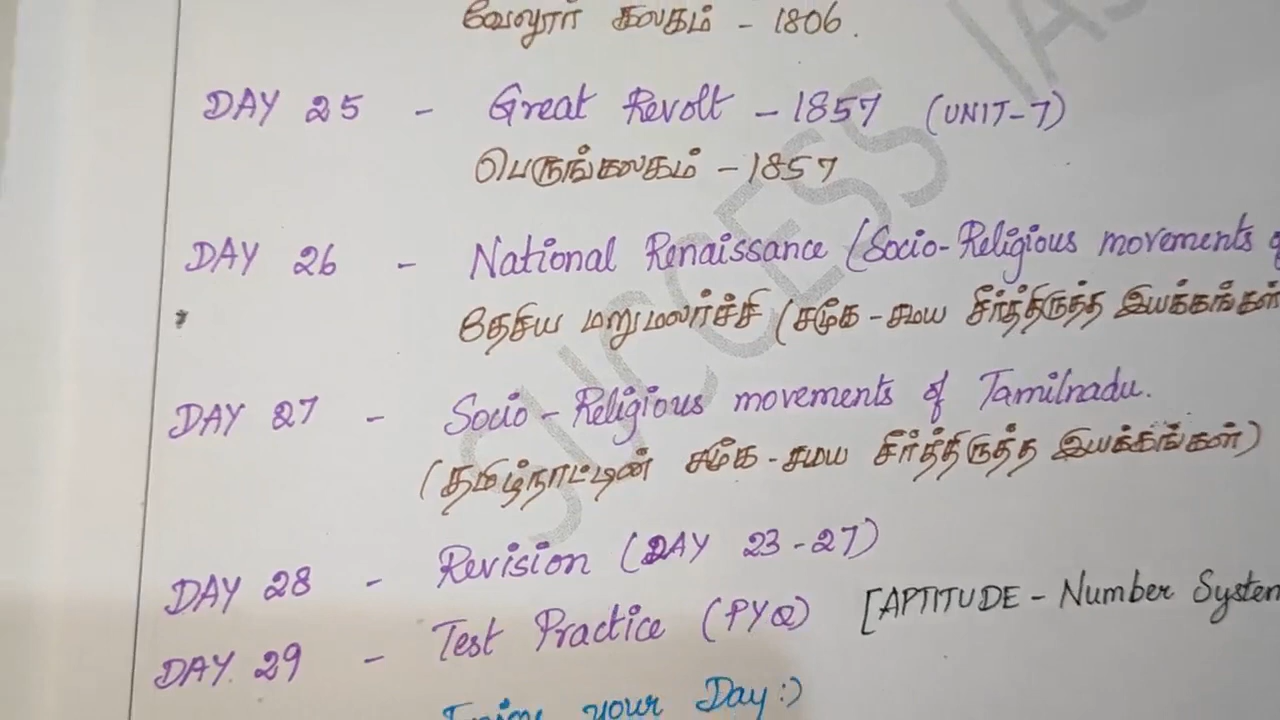 வேலூர் கலகம் - 1806.
DAY 25 - Great Revolt - 1857 (UNIT-7)
பெருங்கலகம் - 1857
DAY 26 - National Renaissance (Socio-Religious movements
தேசிய மறுமலர்ச்சி (சமூக - சமய சீர்த்திருத்த இயக்கங்கள்
DAY 27 - Socio-Religious movements of Tamilnadu.
(தமிழ்நாட்டின் சமூக - சமய சீர்த்திருத்த இயக்கங்கள்)
DAY 28 - Revision (DAY 23-27)
DAY. 29 - Test Practice (PYQ) [APTITUDE - Number System
your Day:)
SUCCESS IAS